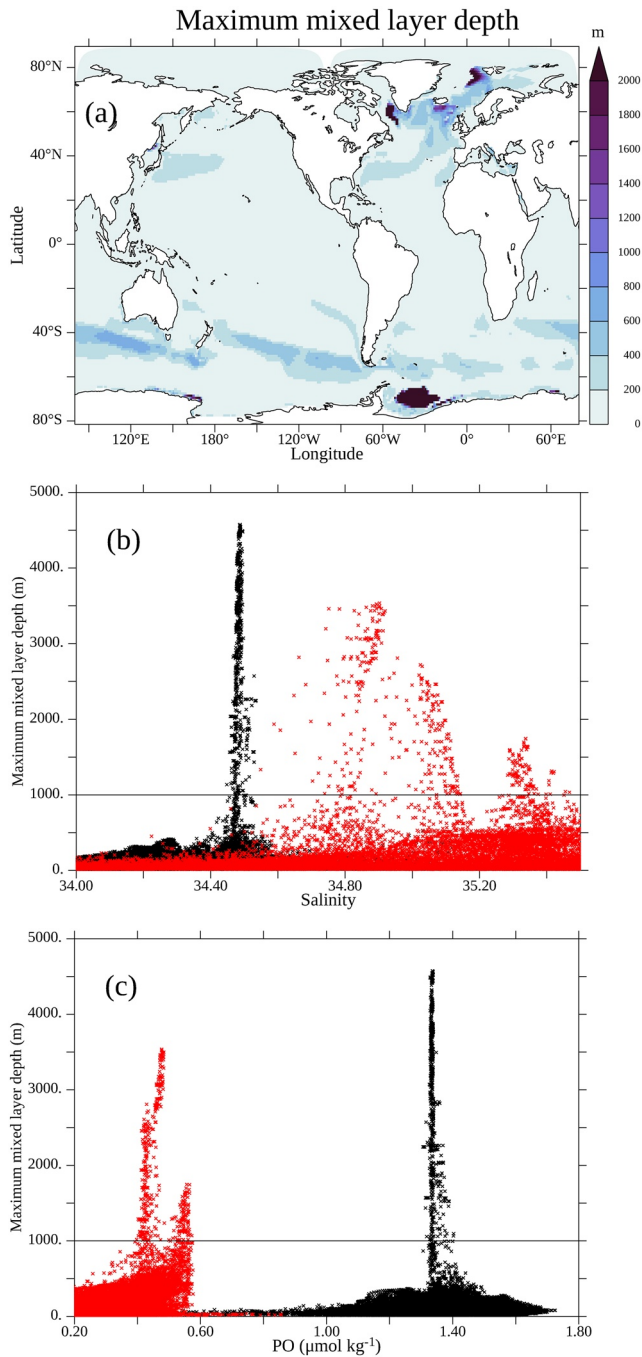 Maximum mixed layer depth
m
80°N
40°N
0°
40°S
80°S
Latitude
(a)
120°E
180°
120°W
60°W
0°
60°E
Longitude
2000
1800
1600
1400
1200
1000
800
600
400
200
0
5000.
4000.
3000.
2000.
1000.
0.
Maximum mixed layer depth (m)
(b)
34.00
34.40
34.80
35.20
Salinity
5000.
4000.
3000.
2000.
1000.
0.
Maximum mixed layer depth (m)
(c)
0.20
0.60
1.00
1.40
1.80
PO (μmol kg⁻¹)